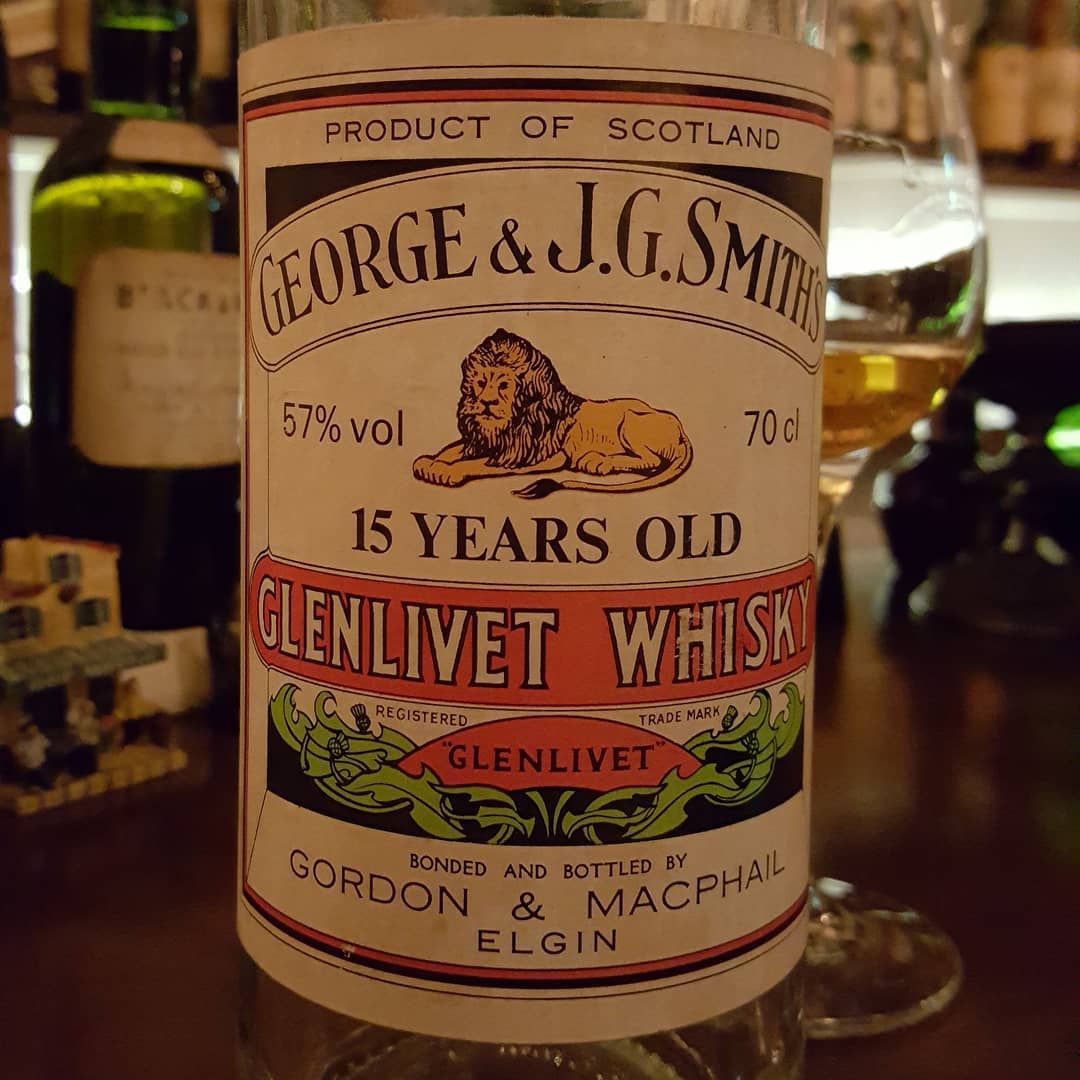 PRODUCT OF SCOTLAND
GEORGE & J.G. SMITH'S
57% vol
70 cl
15 YEARS OLD
GLENLIVET WHISKY
REGISTERED TRADE MARK
"GLENLIVET"
BONDED AND BOTTLED BY
GORDON & MACPHAIL
ELGIN